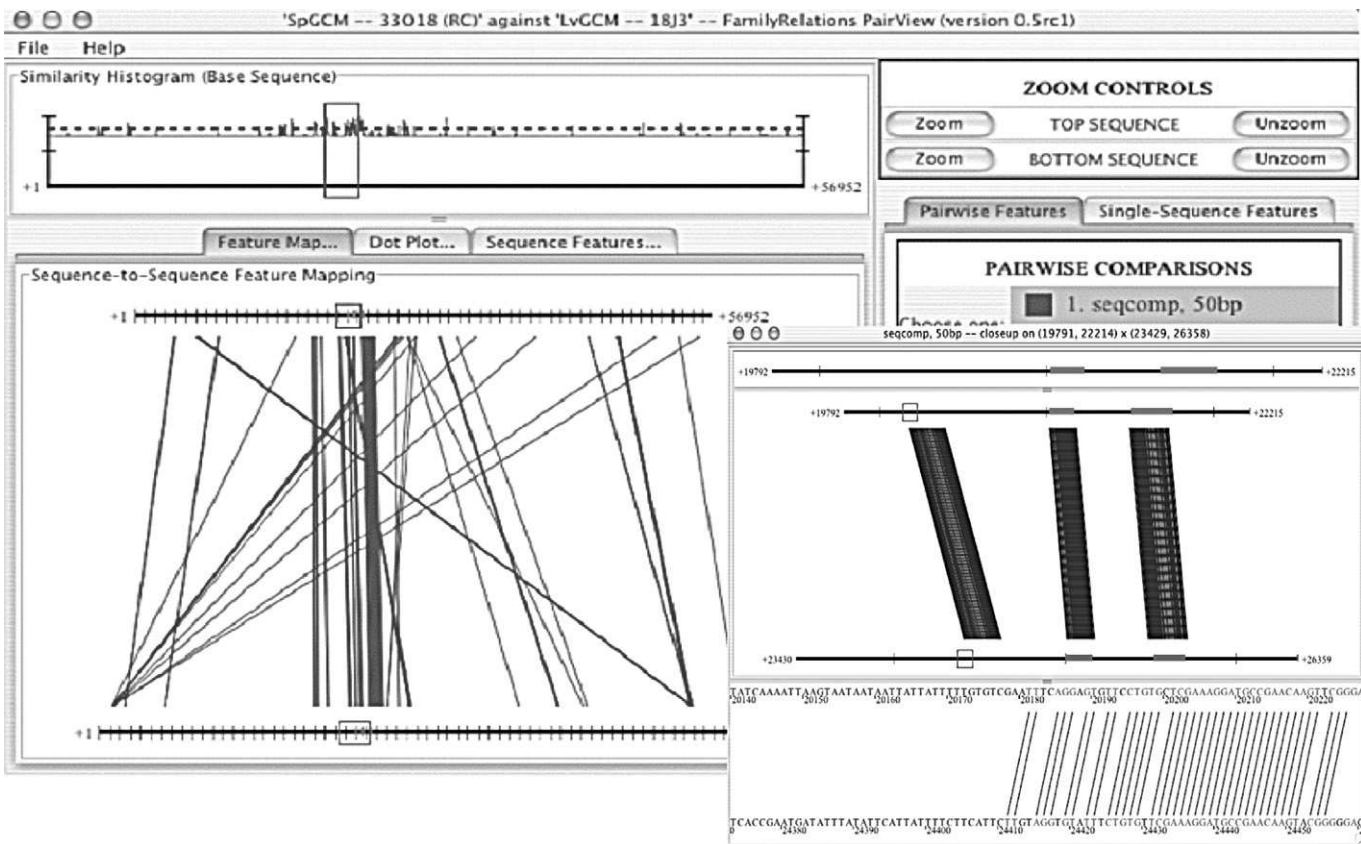 'SpGCM -- 33O18 (RC)' against 'LvGCM -- 18J3' -- FamilyRelations PairView (version 0.5rc1)
File Help
Similarity Histogram (Base Sequence)
+1
+56952
ZOOM CONTROLS
Zoom TOP SEQUENCE Unzoom
Zoom BOTTOM SEQUENCE Unzoom
Pairwise Features Single-Sequence Features
Feature Map... Dot Plot... Sequence Features...
PAIRWISE COMPARISONS
1. seqcomp, 50bp
Choose one:
Sequence-to-Sequence Feature Mapping
+1
+56952
+1
seqcomp, 50bp -- closeup on (19791, 22214) x (23429, 26358)
+19792
+22215
+19792
+22215
+23430
+26359
TATCAAAATTAAGTAATAATAATTATTATTTTTGTGTCGAATTTCAGGAGTGTTCCTGTGCTCGAAAGGATGCCGAACAAGTTCGGGA
20140 20150 20160 20170 20180 20190 20200 20210 20220
TCACCGAATGATATTTATATTCATTATTTTCTTCATTCTTGTAGGTGTATTTCTGTGTTCGAAAGGATGCCGAACAAGTACGGGGGAG
24380 24390 24400 24410 24420 24430 24440 24450